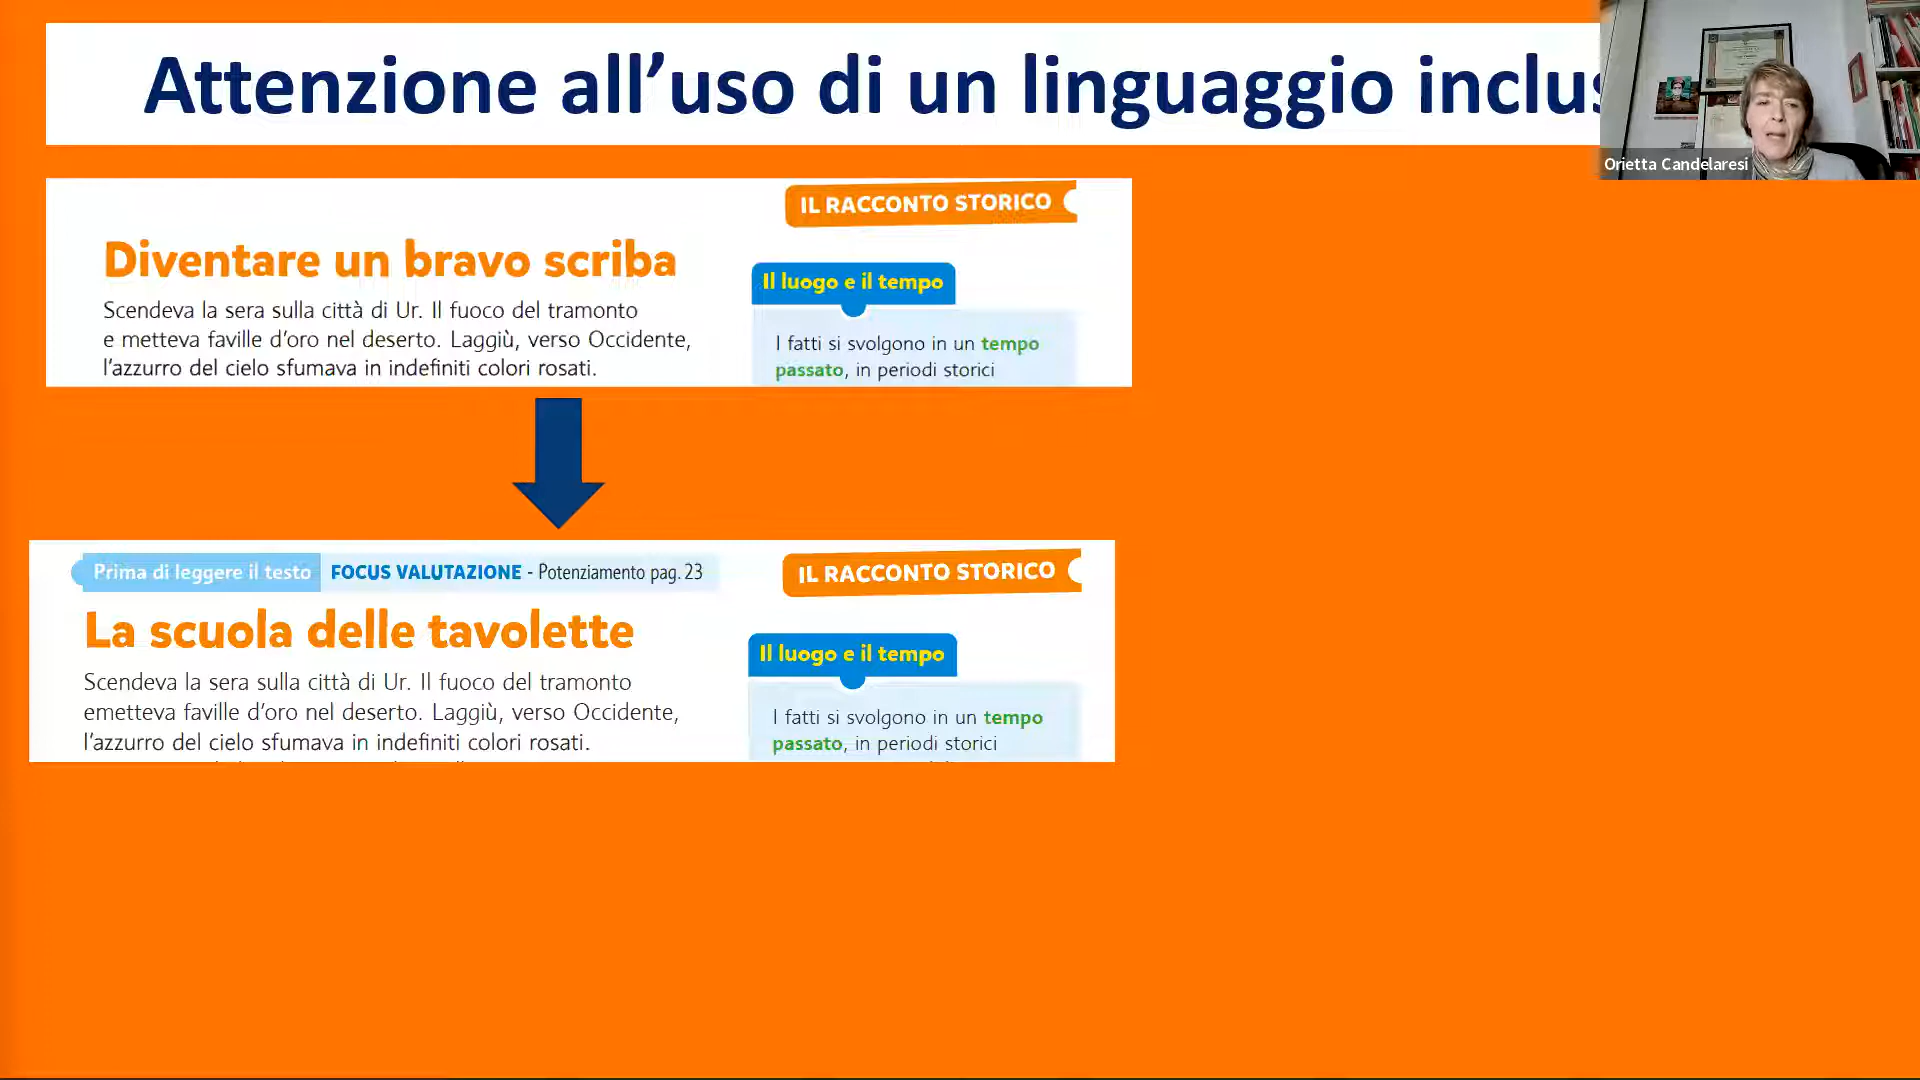 Attenzione all'uso di un linguaggio inclus
Orietta Candelaresi
IL RACCONTO STORICO
Diventare un bravo scriba
Scendeva la sera sulla città di Ur. Il fuoco del tramonto
e metteva faville d'oro nel deserto. Laggiù, verso Occidente,
l'azzurro del cielo sfumava in indefiniti colori rosati.
Il luogo e il tempo
I fatti si svolgono in un tempo
passato, in periodi storici
Prima di leggere il testo FOCUS VALUTAZIONE - Potenziamento pag. 23
IL RACCONTO STORICO
La scuola delle tavolette
Scendeva la sera sulla città di Ur. Il fuoco del tramonto
emetteva faville d'oro nel deserto. Laggiù, verso Occidente,
l'azzurro del cielo sfumava in indefiniti colori rosati.
Il luogo e il tempo
I fatti si svolgono in un tempo
passato, in periodi storici